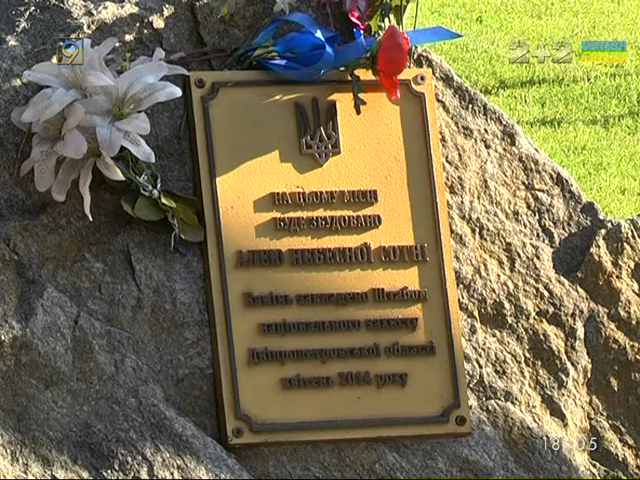 9
2+2
НА ЦЬОМУ МІСЦІ
БУДЕ ЗБУДОВАНО
АЛЕЮ НЕБЕСНОЇ СОТНІ
Камінь закладено Штабом
національного захисту
Дніпропетровської області
квітень 2014 року
18:05